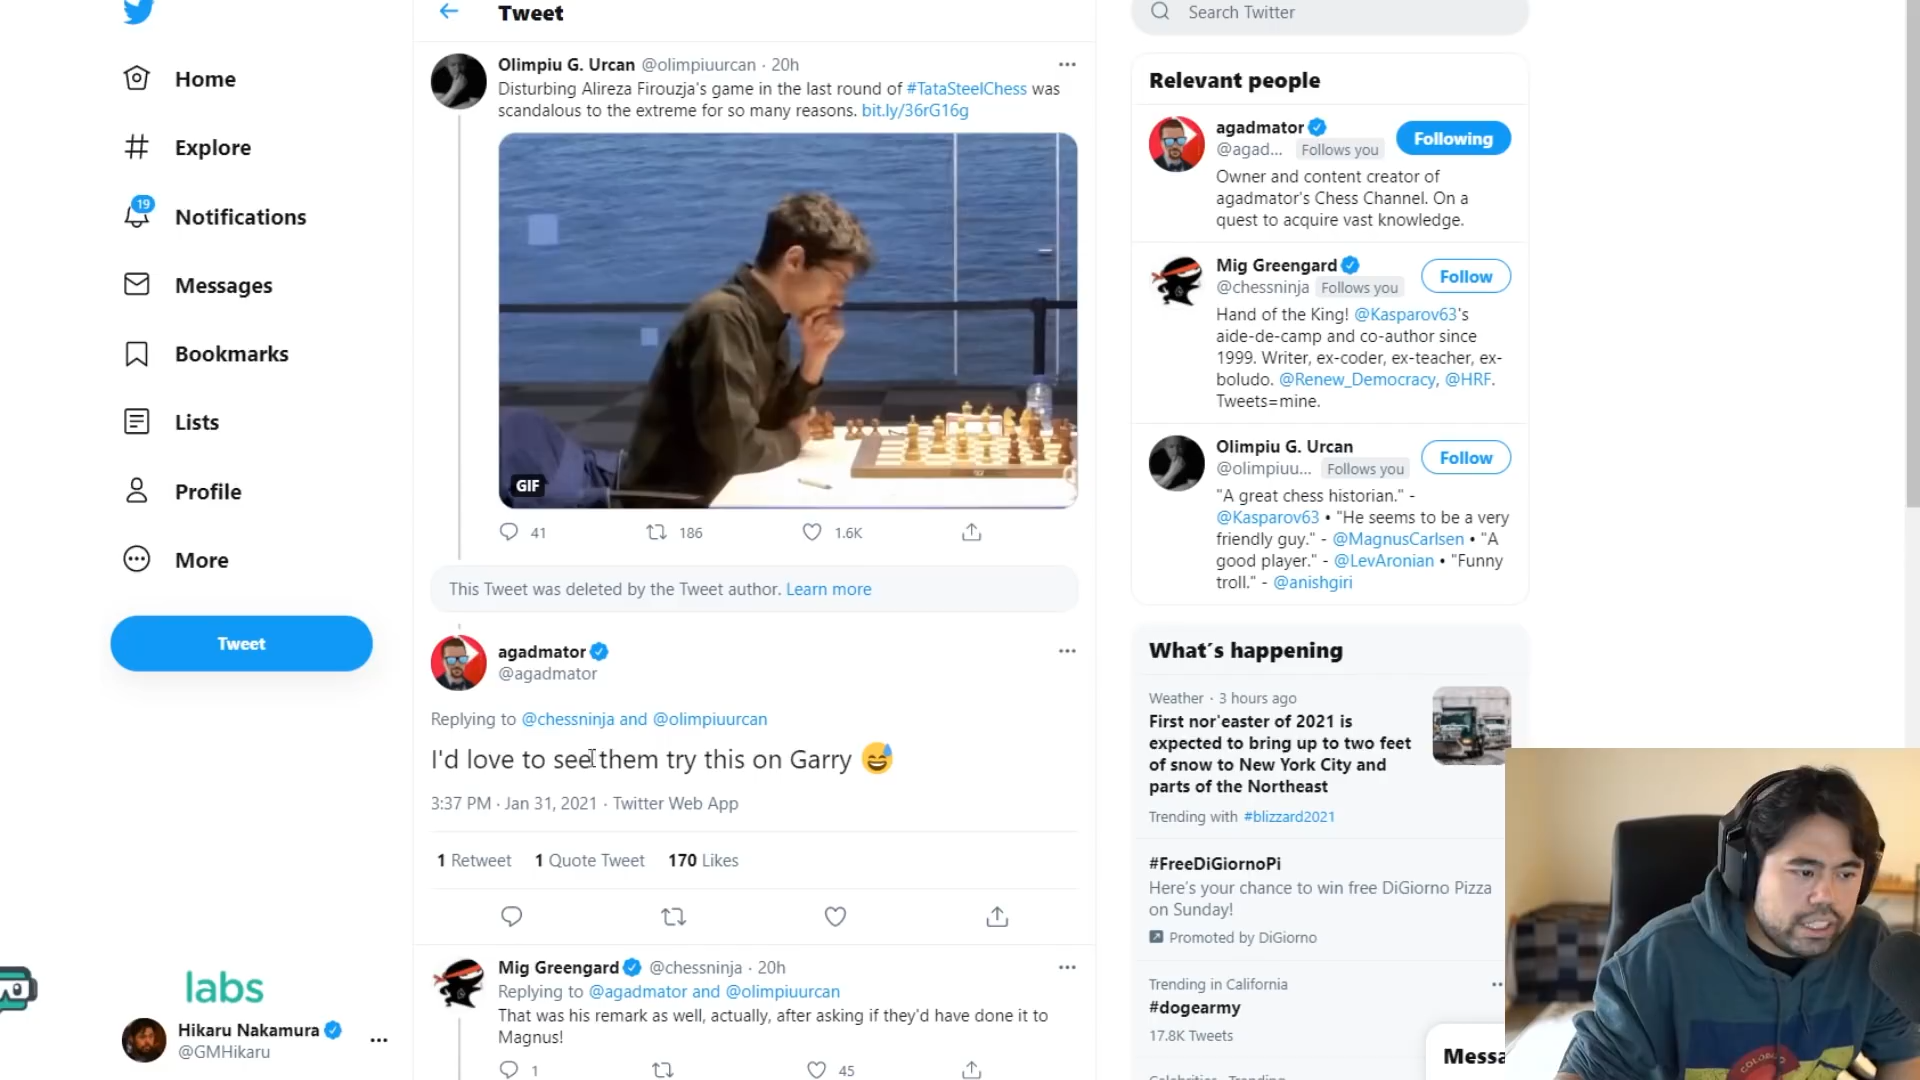 Home
Explore
19
Notifications
Messages
Bookmarks
Lists
Profile
More
Tweet
labs
Hikaru Nakamura
@GMHikaru
Tweet
Olimpiu G. Urcan @olimpiuurcan · 20h
Disturbing Alireza Firouzja's game in the last round of #TataSteelChess was
scandalous to the extreme for so many reasons. bit.ly/36rG16g
GIF
41 186 1.6K
This Tweet was deleted by the Tweet author. Learn more
agadmator
@agadmator
Replying to @chessninja and @olimpiuurcan
I'd love to see them try this on Garry 😅
3:37 PM · Jan 31, 2021 · Twitter Web App
1 Retweet 1 Quote Tweet 170 Likes
Mig Greengard @chessninja · 20h
Replying to @agadmator and @olimpiuurcan
That was his remark as well, actually, after asking if they'd have done it to
Magnus!
1 45
Search Twitter
Relevant people
agadmator
@agad... Follows you
Following
Owner and content creator of
agadmator's Chess Channel. On a
quest to acquire vast knowledge.
Mig Greengard
@chessninja Follows you
Follow
Hand of the King! @Kasparov63's
aide-de-camp and co-author since
1999. Writer, ex-coder, ex-teacher, ex-
boludo. @Renew_Democracy, @HRF.
Tweets=mine.
Olimpiu G. Urcan
@olimpiuu... Follows you
Follow
"A great chess historian." -
@Kasparov63 • "He seems to be a very
friendly guy." - @MagnusCarlsen • "A
good player." - @LevAronian • "Funny
troll." - @anishgiri
What's happening
Weather · 3 hours ago
First nor'easter of 2021 is
expected to bring up to two feet
of snow to New York City and
parts of the Northeast
Trending with #blizzard2021
#FreeDiGiornoPi
Here's your chance to win free DiGiorno Pizza
on Sunday!
Promoted by DiGiorno
Trending in California
#dogearmy
17.8K Tweets
Messa